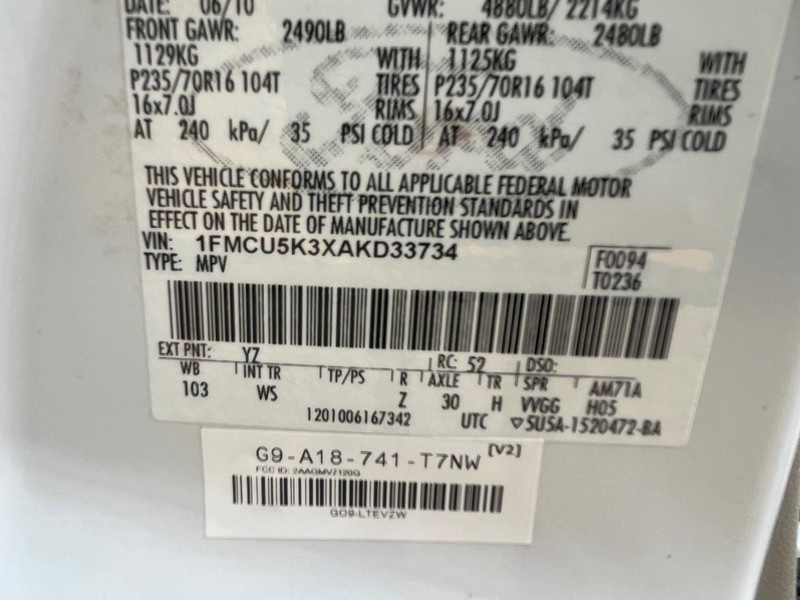 DATE: 06/10 GVWR: 4880LB/ 2214KG
FRONT GAWR: 2490LB REAR GAWR: 2480LB
1129KG WITH 1125KG WITH
P235/70R16 104T TIRES P235/70R16 104T TIRES
16x7.0J RIMS 16x7.0J RIMS
AT 240 kPa/ 35 PSI COLD AT 240 kPa/ 35 PSI COLD
THIS VEHICLE CONFORMS TO ALL APPLICABLE FEDERAL MOTOR
VEHICLE SAFETY AND THEFT PREVENTION STANDARDS IN
EFFECT ON THE DATE OF MANUFACTURE SHOWN ABOVE.
VIN: 1FMCU5K3XAKD33734 F0094
TYPE: MPV T0236
EXT PNT: YZ RC: 52 DSO:
WB INT TR TP/PS R AXLE TR SPR AM71A
103 WS Z 30 H VVGG H05
1201006167342 UTC ▽5U5A-1520472-BA
G9-A18-741-T7NW [V2]
FCC ID: 2AAGMVZ120G
GO9-LTEV2W